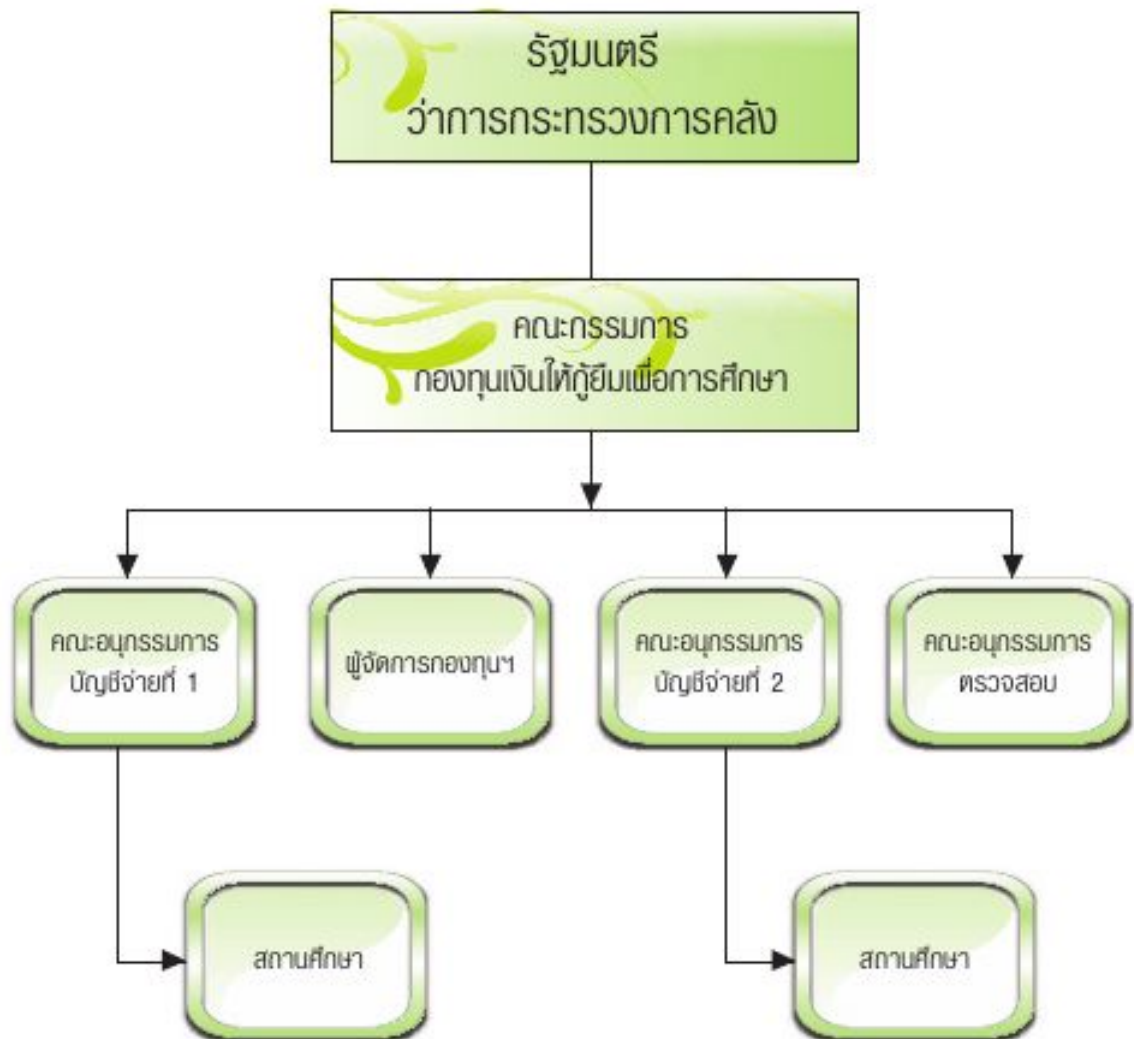 รัฐมนตรี
ว่าการกระทรวงการคลัง
คณะกรรมการ
กองทุนเงินให้กู้ยืมเพื่อการศึกษา
คณะอนุกรรมการ
บัญชีจ่ายที่ 1
ผู้จัดการกองทุนฯ
คณะอนุกรรมการ
บัญชีจ่ายที่ 2
คณะอนุกรรมการ
ตรวจสอบ
สถานศึกษา
สถานศึกษา